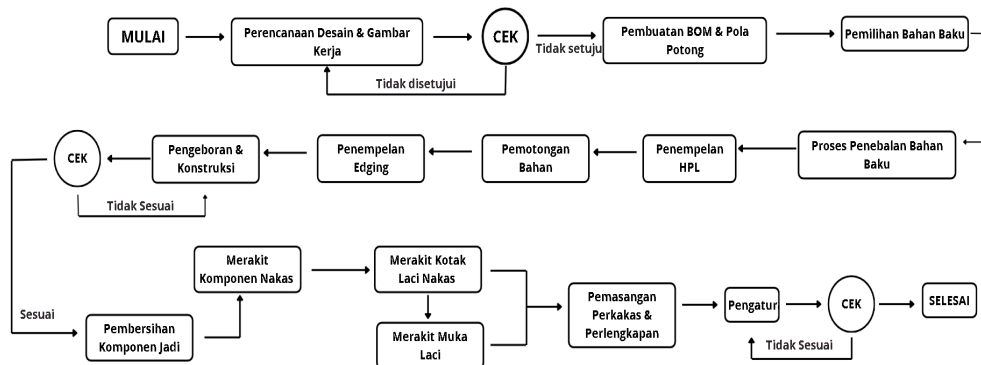 MULAI
Perencanaan Desain & Gambar
Kerja
CEK
Tidak setuju
Pembuatan BOM & Pola
Potong
Pemilihan Bahan Baku
Tidak disetujui
CEK
Pengeboran &
Konstruksi
Penempelan
Edging
Pemotongan
Bahan
Penempelan
HPL
Proses Penebalan Bahan
Baku
Tidak Sesuai
Merakit
Komponen Nakas
Merakit Kotak
Laci Nakas
Sesuai
Pembersihan
Komponen Jadi
Merakit Muka
Laci
Pemasangan
Perkakas &
Perlengkapan
Pengatur
CEK
SELESAI
Tidak Sesuai